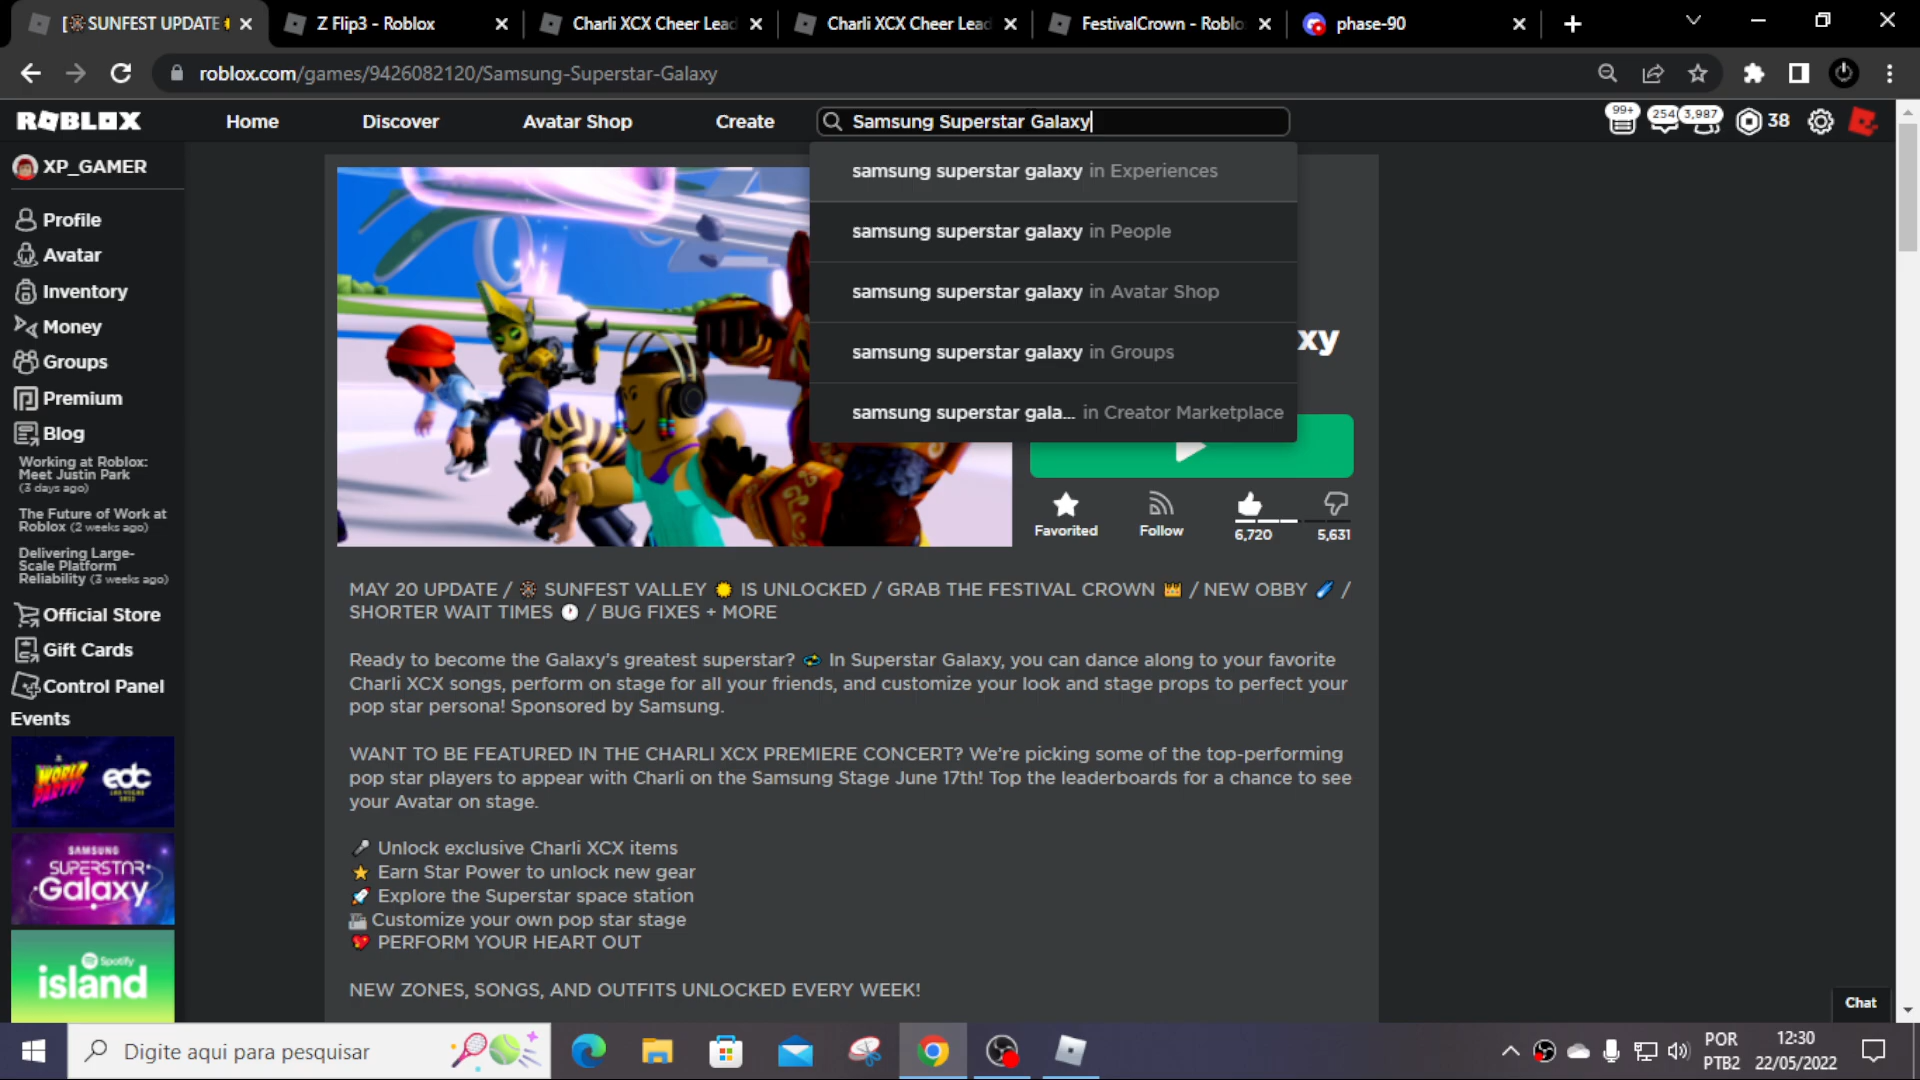 [ SUNFEST UPDATE
Z Flip3 - Roblox
Charli XCX Cheer Lead
Charli XCX Cheer Lead
FestivalCrown - Roblo
phase-90
roblox.com/games/9426082120/Samsung-Superstar-Galaxy
ROBLOX
Home
Discover
Avatar Shop
Create
Samsung Superstar Galaxy
99+
254
3,987
38
XP_GAMER
Profile
Avatar
Inventory
Money
Groups
Premium
Blog
Working at Roblox:
Meet Justin Park
(3 days ago)
The Future of Work at
Roblox (2 weeks ago)
Delivering Large-
Scale Platform
Reliability (3 weeks ago)
Official Store
Gift Cards
Control Panel
Events
WORLD
PARTY!
edc
SAMSUNG
SUPERSTAR
Galaxy
Spotify
island
samsung superstar galaxy in Experiences
samsung superstar galaxy in People
samsung superstar galaxy in Avatar Shop
samsung superstar galaxy in Groups
samsung superstar gala... in Creator Marketplace
xy
Favorited
Follow
6,720
5,631
MAY 20 UPDATE / SUNFEST VALLEY IS UNLOCKED / GRAB THE FESTIVAL CROWN / NEW OBBY /
SHORTER WAIT TIMES / BUG FIXES + MORE
Ready to become the Galaxy's greatest superstar? In Superstar Galaxy, you can dance along to your favorite
Charli XCX songs, perform on stage for all your friends, and customize your look and stage props to perfect your
pop star persona! Sponsored by Samsung.
WANT TO BE FEATURED IN THE CHARLI XCX PREMIERE CONCERT? We're picking some of the top-performing
pop star players to appear with Charli on the Samsung Stage June 17th! Top the leaderboards for a chance to see
your Avatar on stage.
Unlock exclusive Charli XCX items
Earn Star Power to unlock new gear
Explore the Superstar space station
Customize your own pop star stage
PERFORM YOUR HEART OUT
NEW ZONES, SONGS, AND OUTFITS UNLOCKED EVERY WEEK!
Chat
Digite aqui para pesquisar
POR
PTB2
12:30
22/05/2022